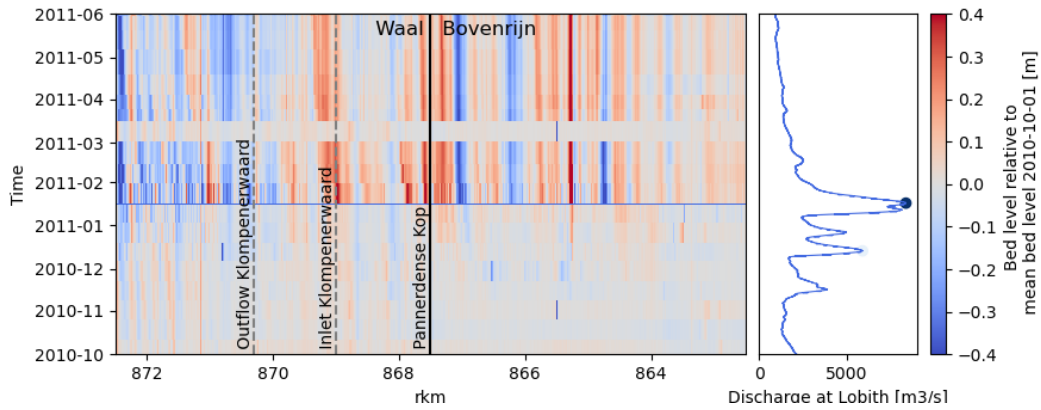 2011-06
2011-05
2011-04
2011-03
2011-02
2011-01
2010-12
2010-11
2010-10
Time
Waal
Bovenrijn
Outflow Klompenerwaard
Inlet Klompenerwaard
Pannerdense Kop
872
870
868
866
864
rkm
0
5000
Discharge at Lobith [m3/s]
0.4
0.3
0.2
0.1
0.0
−0.1
−0.2
−0.3
−0.4
Bed level relative to
mean bed level 2010-10-01 [m]